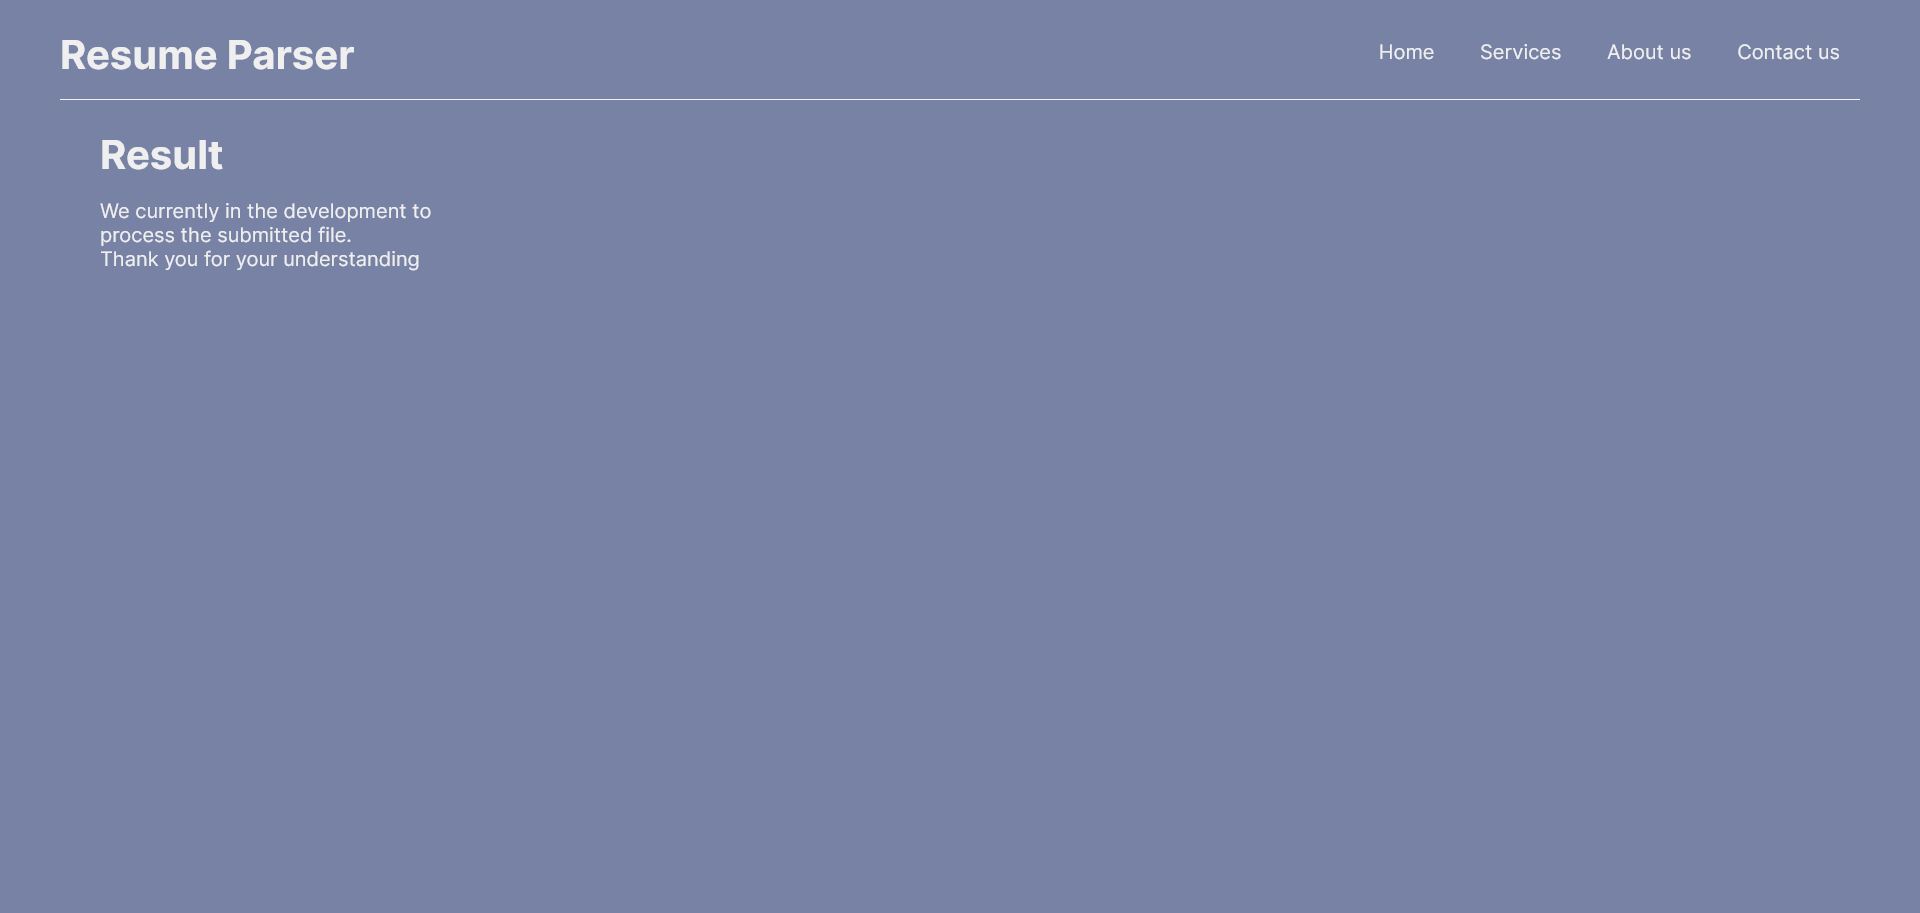 Resume Parser
Home Services About us Contact us
Result
We currently in the development to
process the submitted file.
Thank you for your understanding